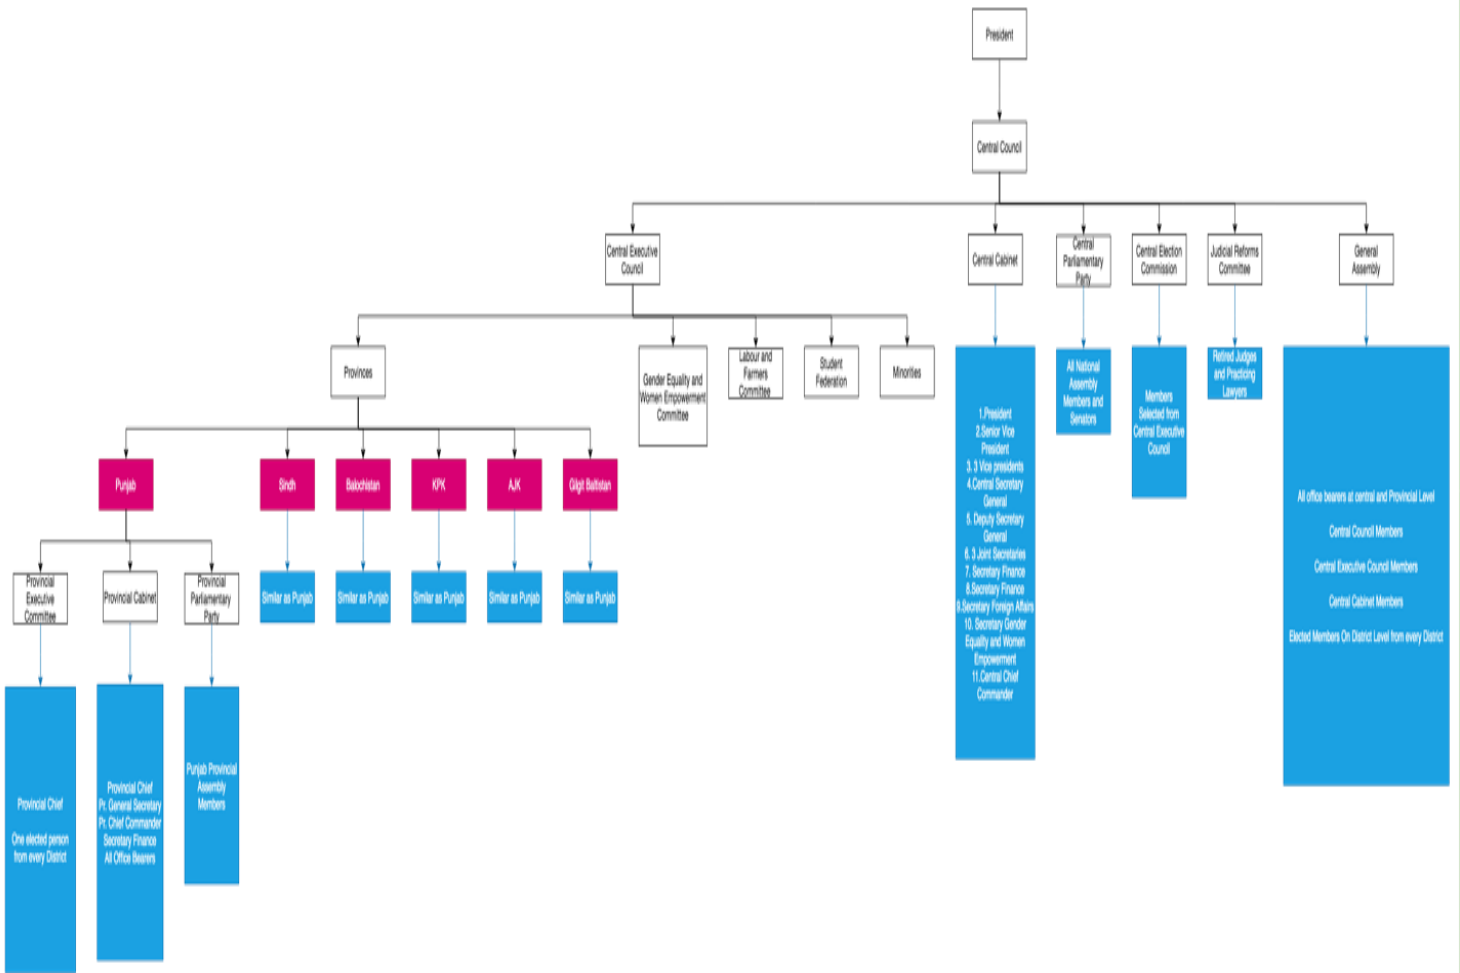 President
Central Council
Central Executive
Council
Central Cabinet
Central
Parliamentary
Party
Central Election
Commission
Judicial Reforms
Committee
General
Assembly
Provinces
Gender Equality and
Women Empowerment
Committee
Labour and
Farmers
Committee
Student
Federation
Minorities
1.President
2.Senior Vice
President
3. 3 Vice presidents
4.Central Secretary
General
5. Deputy Secretary
General
6. 3 Joint Secretaries
7. Secretary Finance
8.Secretary Finance
9.Secretary Foreign Affairs
10. Secretary Gender
Equality and Women
Empowerment
11.Central Chief
Commander
All National
Assembly
Members and
Senators
Members
Selected from
Central Executive
Council
Retired Judges
and Practicing
Lawyers
All office bearers at central and Provincial Level
Central Council Members
Central Executive Council Members
Central Cabinet Members
Elected Members On District Level from every District
Punjab
Sindh
Balochistan
KPK
AJK
Gilgit Baltistan
Provincial
Executive
Committee
Provincial Cabinet
Provincial
Parliamentary
Party
Similar as Punjab
Similar as Punjab
Similar as Punjab
Similar as Punjab
Similar as Punjab
Provincial Chief
One elected person
from every District
Provincial Chief
Pr. General Secretary
Pr. Chief Commander
Secretary Finance
All Office Bearers
Punjab Provincial
Assembly
Members